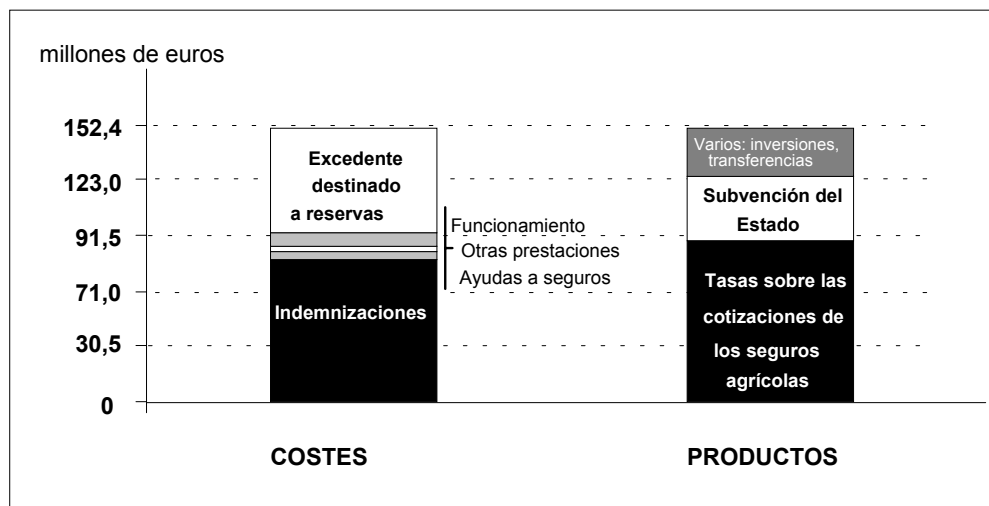 millones de euros
152,4
123,0
91,5
71,0
30,5
0
Excedente
destinado
a reservas
Indemnizaciones
Funcionamiento
Otras prestaciones
Ayudas a seguros
Varios: inversiones,
transferencias
Subvención del
Estado
Tasas sobre las
cotizaciones de
los seguros
agrícolas
COSTES
PRODUCTOS